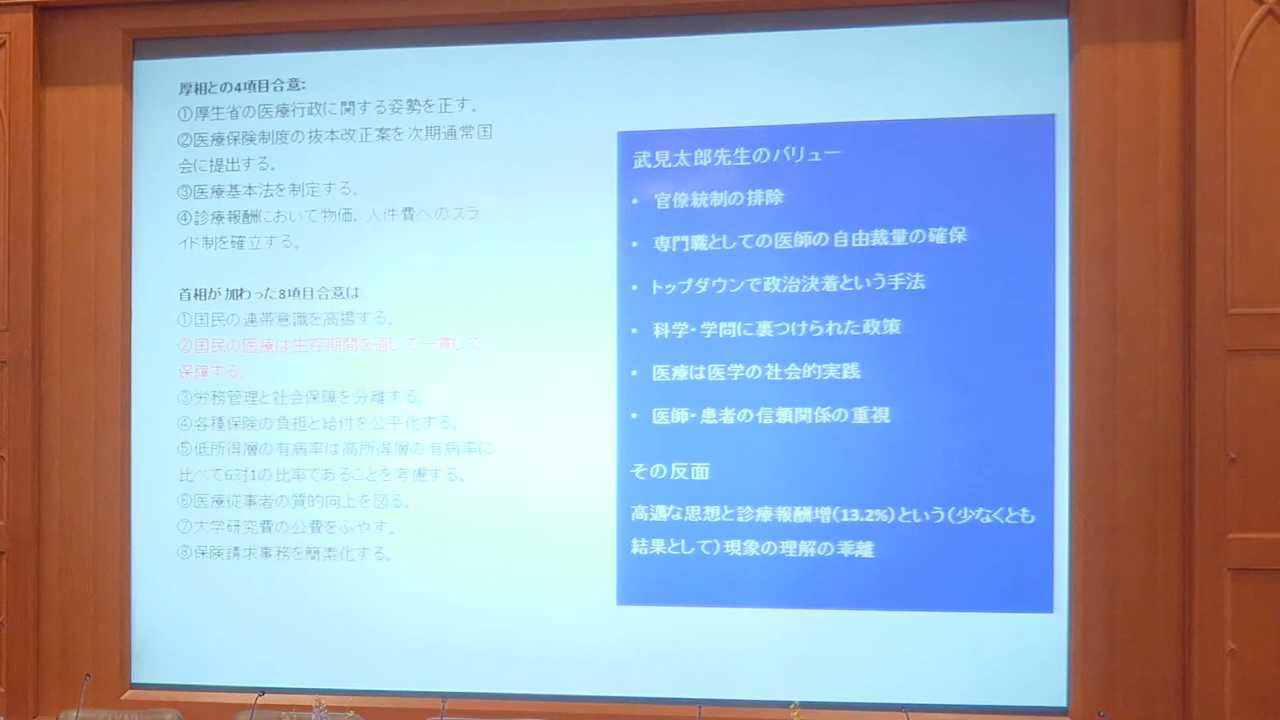 厚相との4項目合意:
①厚生省の医療行政に関する姿勢を正す。
②医療保険制度の抜本改正案を次期通常国
会に提出する。
③医療基本法を制定する。
④診療報酬において物価、人件費へのスラ
イド制を確立する。
首相が加わった8項目合意は
①国民の連帯意識を高揚する。
②国民の医療は生存期間を通して一貫して
保障する。
③労務管理と社会保障を分離する。
④各種保険の負担と給付を公平化する。
⑤低所得層の有病率は高所得層の有病率に
比べて6対1の比率であることを考慮する。
⑥医療従事者の質的向上を図る。
⑦大学研究費の公費をふやす。
⑧保険請求事務を簡素化する。
武見太郎先生のバリュー
• 官僚統制の排除
• 専門職としての医師の自由裁量の確保
• トップダウンで政治決着という手法
• 科学・学問に裏つけられた政策
• 医療は医学の社会的実践
• 医師・患者の信頼関係の重視
その反面
高邁な思想と診療報酬増(13.2%)という(少なくとも
結果として)現象の理解の乖離